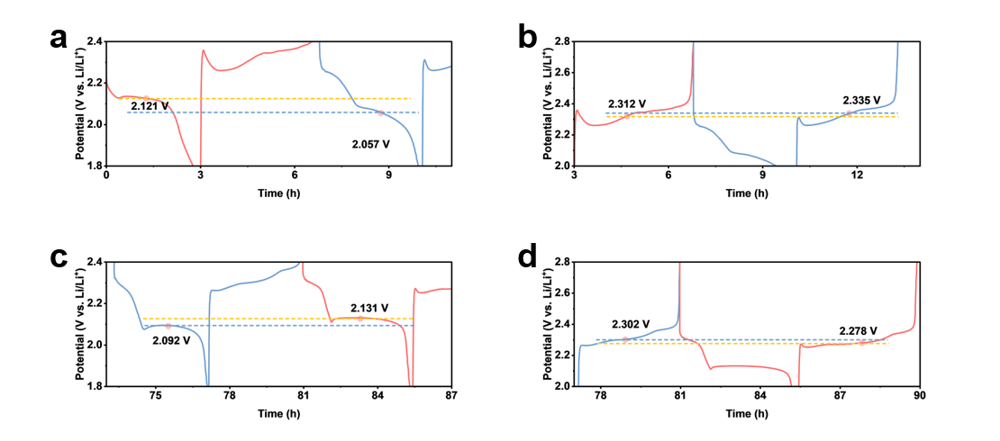 a
Potential (V vs. Li/Li⁺)
2.4
2.2
2.0
1.8
2.121 V
2.057 V
0 3 6 9
Time (h)
b
Potential (V vs. Li/Li⁺)
2.8
2.6
2.4
2.2
2.0
2.312 V
2.335 V
3 6 9 12
Time (h)
c
Potential (V vs. Li/Li⁺)
2.4
2.2
2.0
1.8
2.131 V
2.092 V
75 78 81 84 87
Time (h)
d
Potential (V vs. Li/Li⁺)
2.8
2.6
2.4
2.2
2.0
2.302 V
2.278 V
78 81 84 87 90
Time (h)